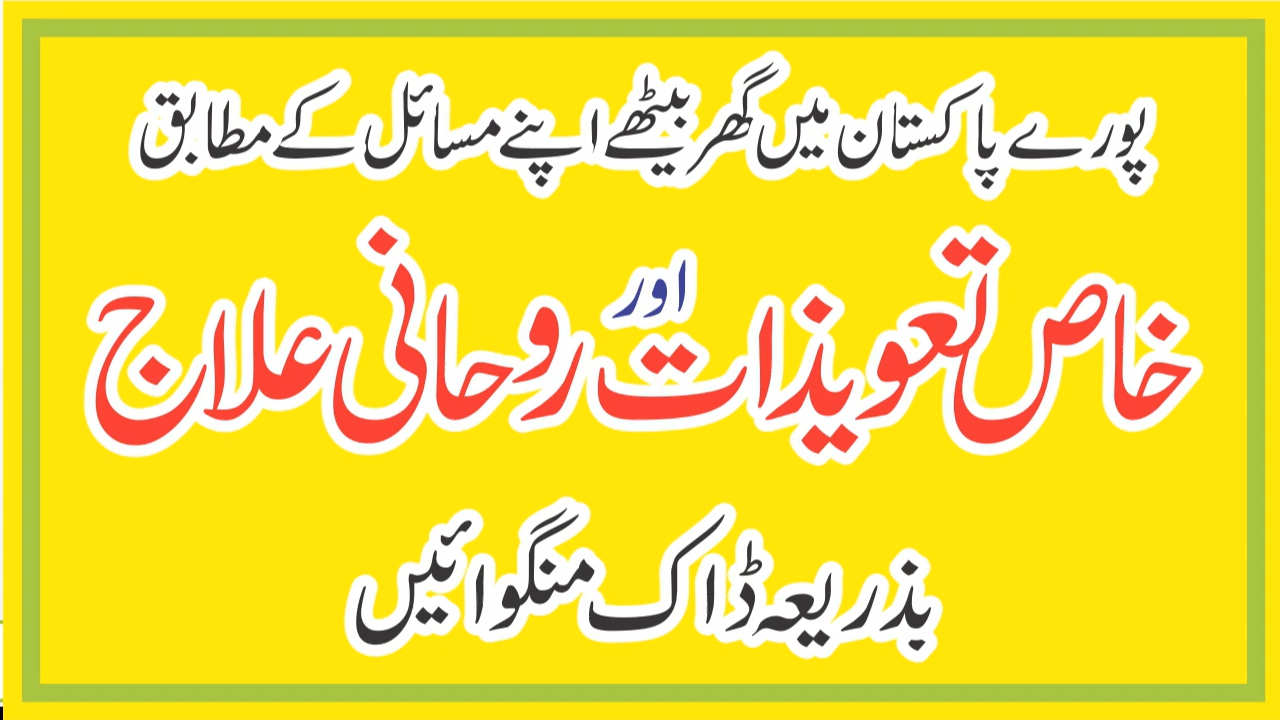 پورے پاکستان میں گھر بیٹھے اپنے مسائل کے مطابق
خاص تعویذات اور روحانی علاج
بذریعہ ڈاک منگوائیں